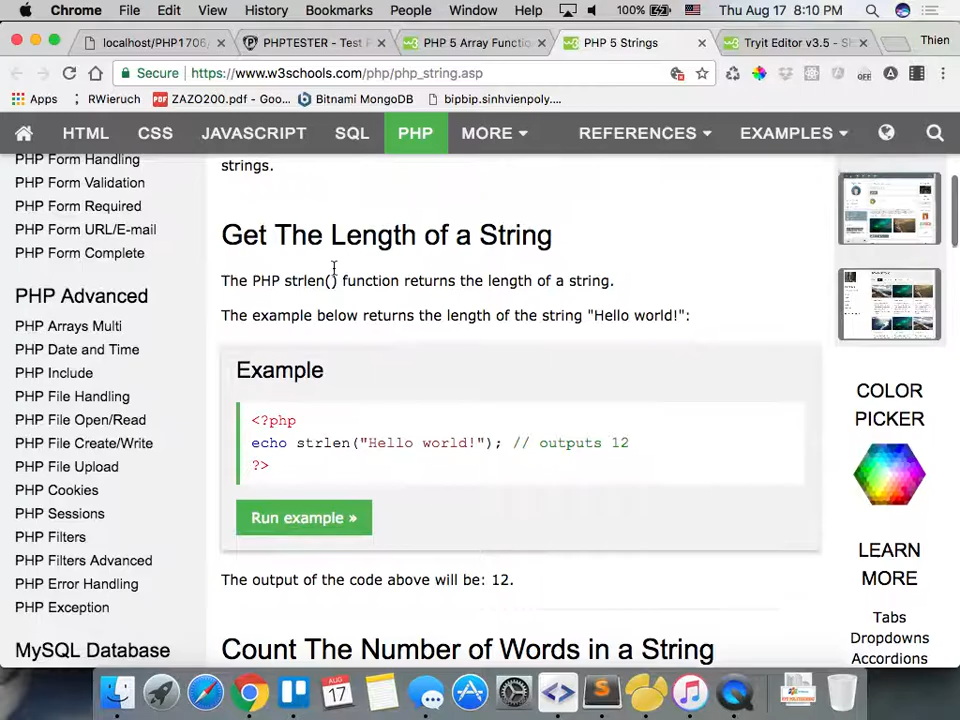 Chrome File Edit View History Bookmarks People Window Help 100% Thu Aug 17 8:10 PM
localhost/PHP1706/ PHPTESTER - Test P PHP 5 Array Functio PHP 5 Strings Tryit Editor v3.5 - Sh Thien
Secure https://www.w3schools.com/php/php_string.asp
Apps RWieruch ZAZO200.pdf - Goo... Bitnami MongoDB bipbip.sinhvienpoly....
HTML CSS JAVASCRIPT SQL PHP MORE REFERENCES EXAMPLES
PHP Form Handling
PHP Form Validation
PHP Form Required
PHP Form URL/E-mail
PHP Form Complete
PHP Advanced
PHP Arrays Multi
PHP Date and Time
PHP Include
PHP File Handling
PHP File Open/Read
PHP File Create/Write
PHP File Upload
PHP Cookies
PHP Sessions
PHP Filters
PHP Filters Advanced
PHP Error Handling
PHP Exception
MySQL Database
strings.
Get The Length of a String
The PHP strlen() function returns the length of a string.
The example below returns the length of the string "Hello world!":
Example
<?php
echo strlen("Hello world!"); // outputs 12
?>
Run example »
The output of the code above will be: 12.
Count The Number of Words in a String
COLOR
PICKER
LEARN
MORE
Tabs
Dropdowns
Accordions
AUG
17